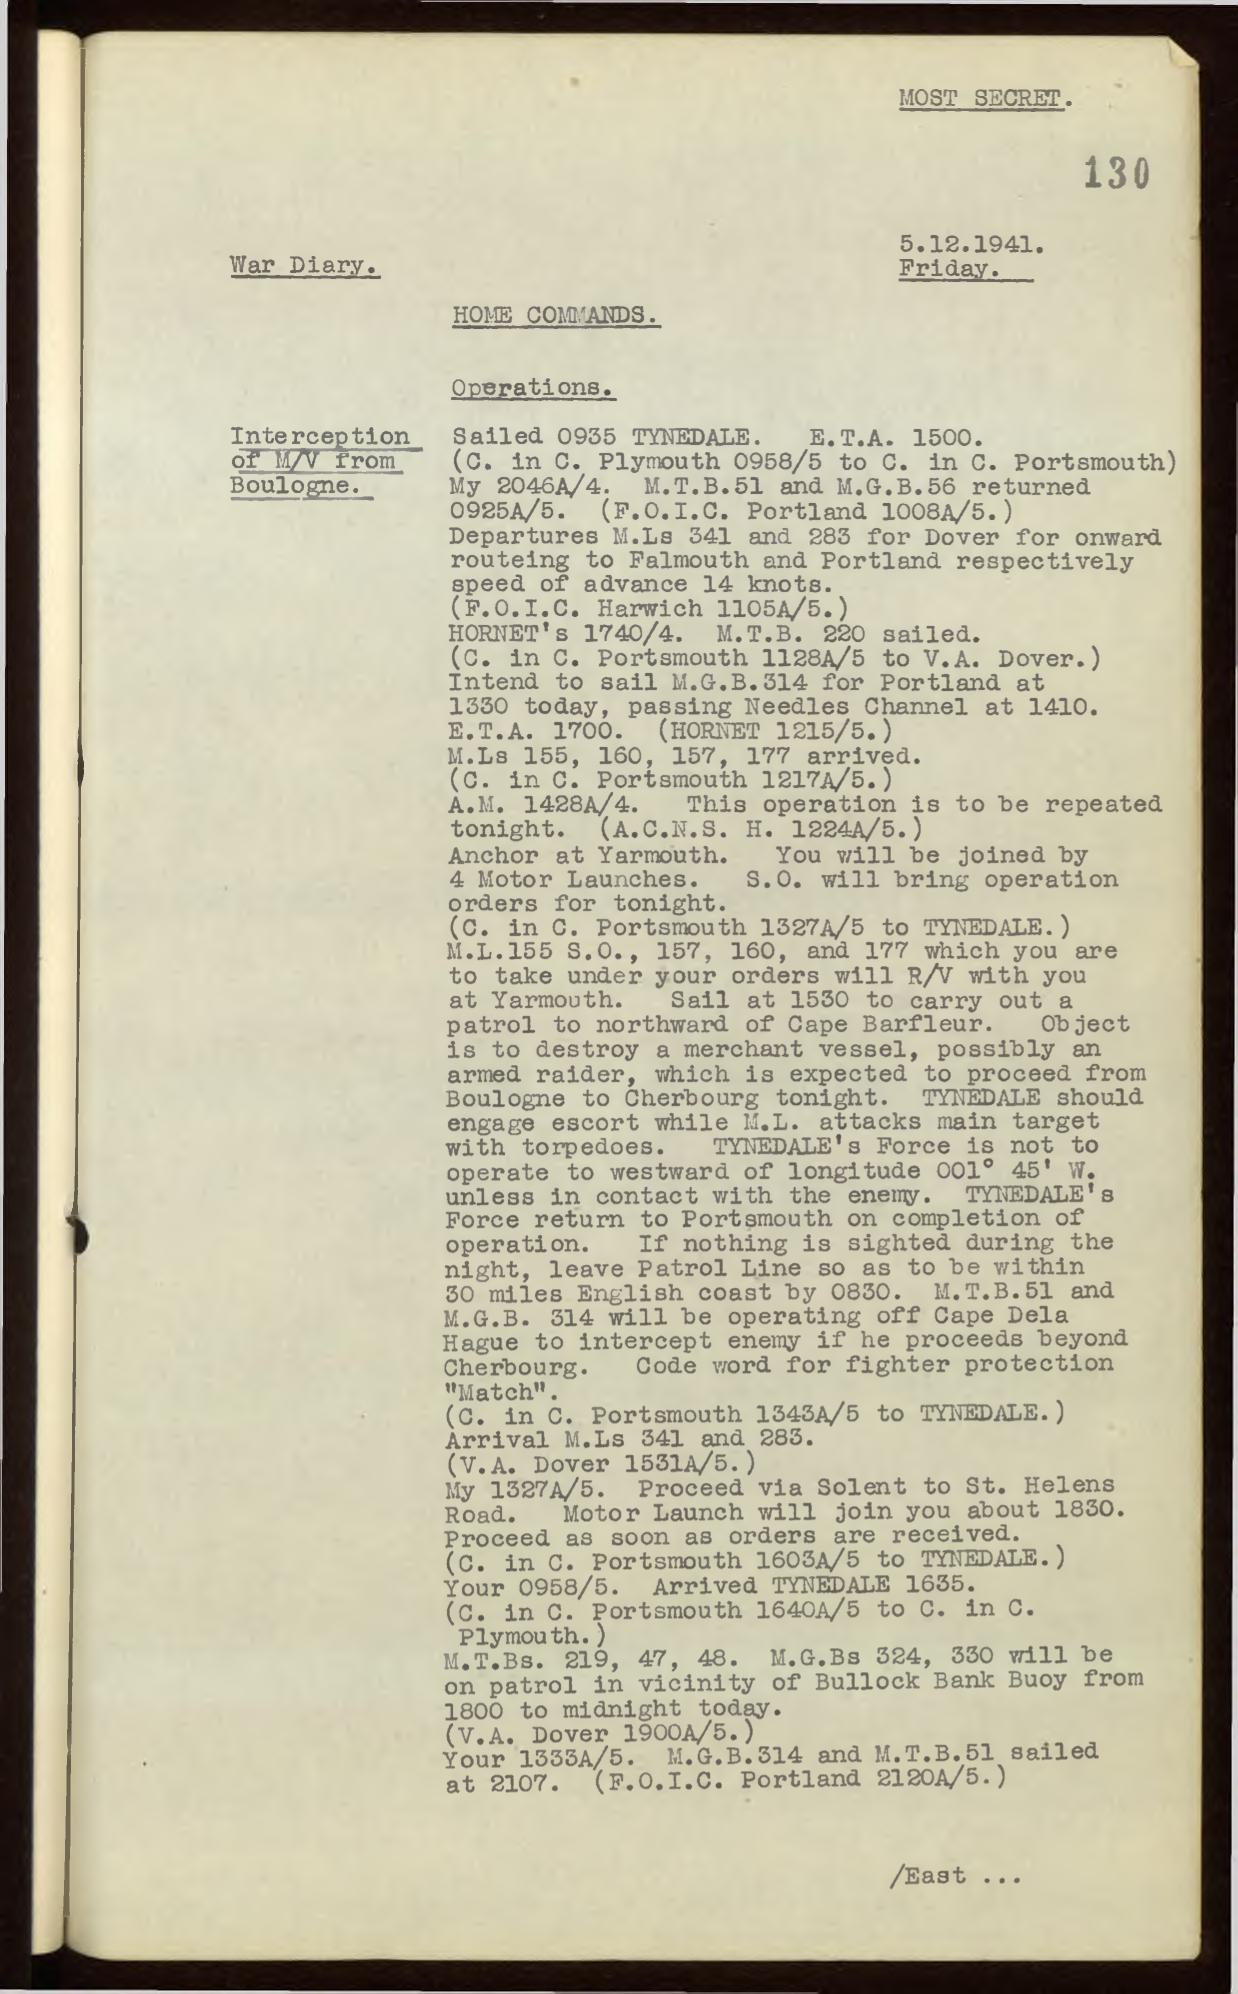 MOST SECRET.
130
5.12.1941.
War Diary.
Friday.
HOME COMMANDS.
Operations.
Interception
of M/V from
Boulogne.
Sailed 0935 TYNEDALE. E.T.A. 1500.
(C. in C. Plymouth 0958/5 to C. in C. Portsmouth)
My 2046A/4. M.T.B.51 and M.G.B.56 returned
0925A/5. (F.O.I.C. Portland 1008A/5.)
Departures M.Ls 341 and 283 for Dover for onward
routeing to Falmouth and Portland respectively
speed of advance 14 knots.
(F.O.I.C. Harwich 1105A/5.)
HORNET's 1740/4. M.T.B. 220 sailed.
(C. in C. Portsmouth 1128A/5 to V.A. Dover.)
Intend to sail M.G.B.314 for Portland at
1330 today, passing Needles Channel at 1410.
E.T.A. 1700. (HORNET 1215/5.)
M.Ls 155, 160, 157, 177 arrived.
(C. in C. Portsmouth 1217A/5.)
A.M. 1428A/4. This operation is to be repeated
tonight. (A.C.N.S. H. 1224A/5.)
Anchor at Yarmouth. You will be joined by
4 Motor Launches. S.O. will bring operation
orders for tonight.
(C. in C. Portsmouth 1327A/5 to TYNEDALE.)
M.L.155 S.O., 157, 160, and 177 which you are
to take under your orders will R/V with you
at Yarmouth. Sail at 1530 to carry out a
patrol to northward of Cape Barfleur. Object
is to destroy a merchant vessel, possibly an
armed raider, which is expected to proceed from
Boulogne to Cherbourg tonight. TYNEDALE should
engage escort while M.L. attacks main target
with torpedoes. TYNEDALE's Force is not to
operate to westward of longitude 001° 45' W.
unless in contact with the enemy. TYNEDALE's
Force return to Portsmouth on completion of
operation. If nothing is sighted during the
night, leave Patrol Line so as to be within
30 miles English coast by 0830. M.T.B.51 and
M.G.B. 314 will be operating off Cape Dela
Hague to intercept enemy if he proceeds beyond
Cherbourg. Code word for fighter protection
"Match".
(C. in C. Portsmouth 1343A/5 to TYNEDALE.)
Arrival M.Ls 341 and 283.
(V.A. Dover 1531A/5.)
My 1327A/5. Proceed via Solent to St. Helens
Road. Motor Launch will join you about 1830.
Proceed as soon as orders are received.
(C. in C. Portsmouth 1603A/5 to TYNEDALE.)
Your 0958/5. Arrived TYNEDALE 1635.
(C. in C. Portsmouth 1640A/5 to C. in C.
Plymouth.)
M.T.Bs. 219, 47, 48. M.G.Bs 324, 330 will be
on patrol in vicinity of Bullock Bank Buoy from
1800 to midnight today.
(V.A. Dover 1900A/5.)
Your 1333A/5. M.G.B.314 and M.T.B.51 sailed
at 2107. (F.O.I.C. Portland 2120A/5.)
/East ...